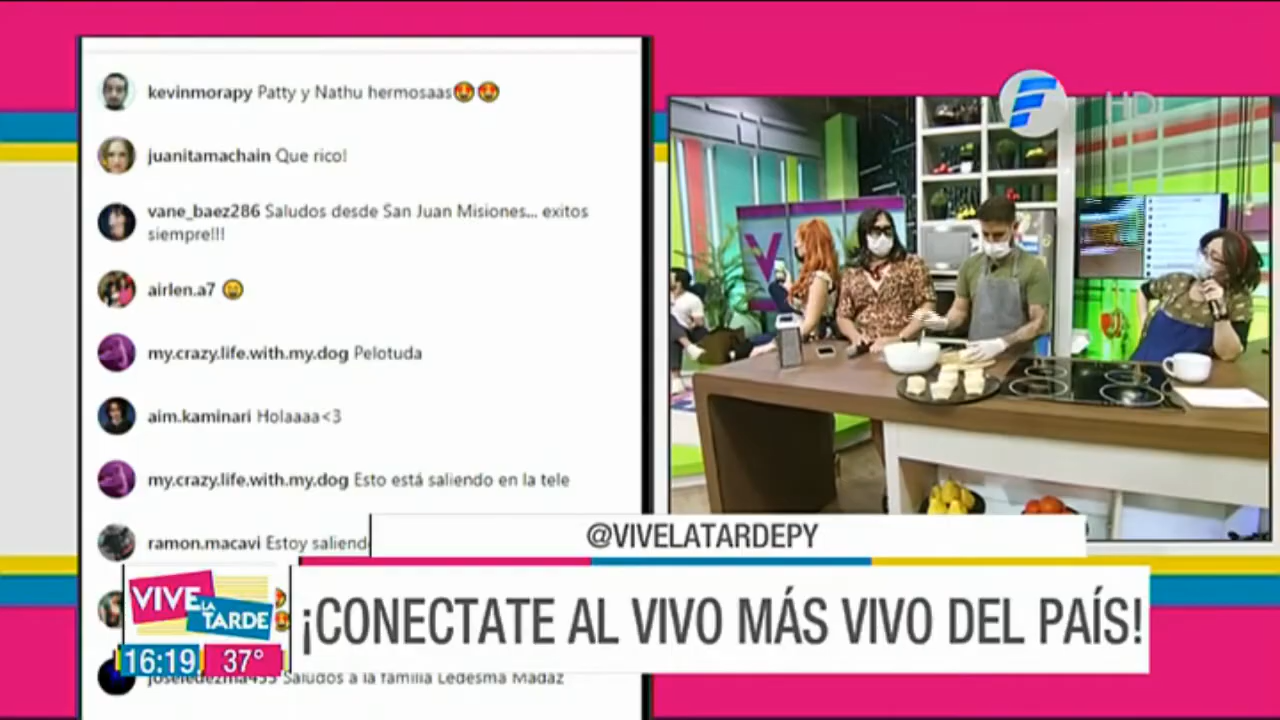 kevinmorapy Patty y Nathu hermosaas😍😍
juanitamachain Que rico!
vane_baez286 Saludos desde San Juan Misiones... exitos
siempre!!!
airlen.a7 😄
my.crazy.life.with.my.dog Pelotuda
aim.kaminari Holaaaa<3
my.crazy.life.with.my.dog Esto está saliendo en la tele
ramon.macavi Estoy saliend
Saludos a la familia Ledesma Madaz
HD
V
@VIVELATARDEPY
VIVE
LA
TARDE
¡CONECTATE AL VIVO MÁS VIVO DEL PAÍS!
16:19 37°